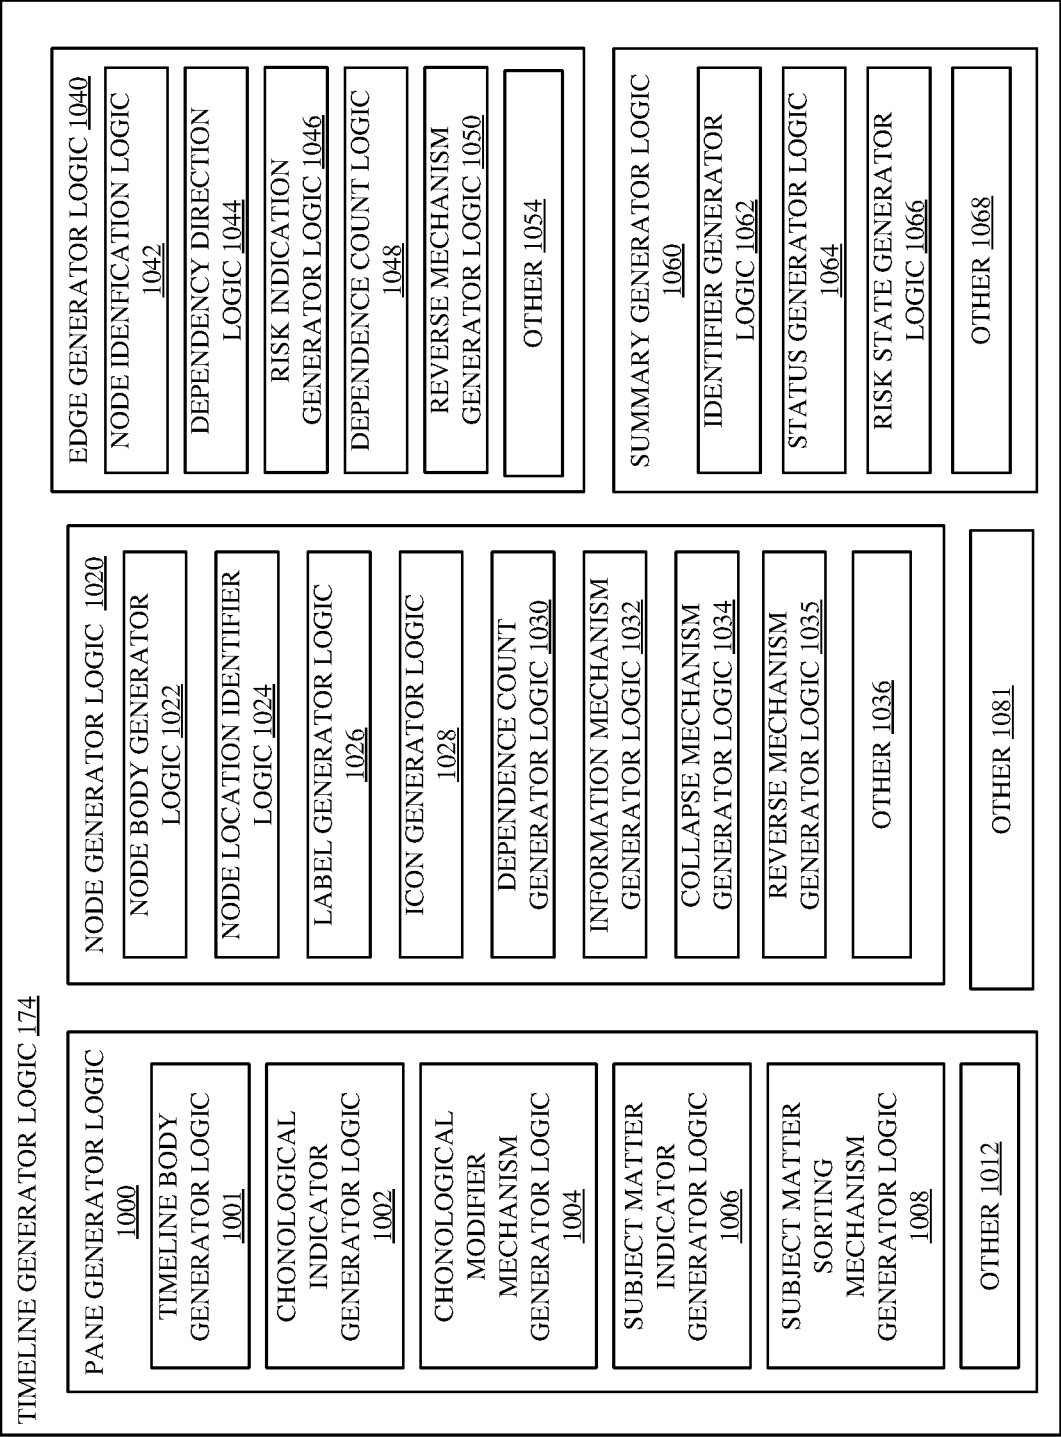 TIMELINE GENERATOR LOGIC 174
PANE GENERATOR LOGIC
1000
TIMELINE BODY
GENERATOR LOGIC
1001
CHONOLOGICAL
INDICATOR
GENERATOR LOGIC
1002
CHONOLOGICAL
MODIFIER
MECHANISM
GENERATOR LOGIC
1004
SUBJECT MATTER
INDICATOR
GENERATOR LOGIC
1006
SUBJECT MATTER
SORTING
MECHANISM
GENERATOR LOGIC
1008
OTHER 1012
NODE GENERATOR LOGIC 1020
NODE BODY GENERATOR
LOGIC 1022
NODE LOCATION IDENTIFIER
LOGIC 1024
LABEL GENERATOR LOGIC
1026
ICON GENERATOR LOGIC
1028
DEPENDENCE COUNT
GENERATOR LOGIC 1030
INFORMATION MECHANISM
GENERATOR LOGIC 1032
COLLAPSE MECHANISM
GENERATOR LOGIC 1034
REVERSE MECHANISM
GENERATOR LOGIC 1035
OTHER 1036
OTHER 1081
EDGE GENERATOR LOGIC 1040
NODE IDENIFICATION LOGIC
1042
DEPENDENCY DIRECTION
LOGIC 1044
RISK INDICATION
GENERATOR LOGIC 1046
DEPENDENCE COUNT LOGIC
1048
REVERSE MECHANISM
GENERATOR LOGIC 1050
OTHER 1054
SUMMARY GENERATOR LOGIC
1060
IDENTIFIER GENERATOR
LOGIC 1062
STATUS GENERATOR LOGIC
1064
RISK STATE GENERATOR
LOGIC 1066
OTHER 1068